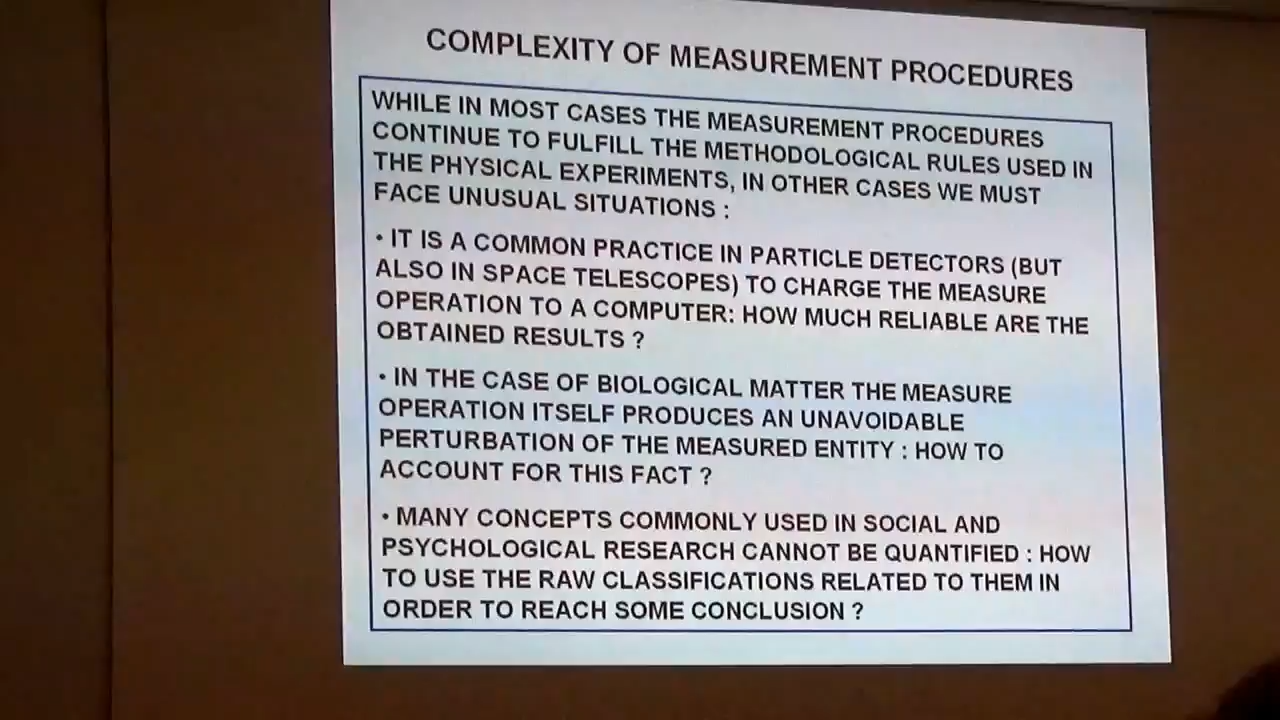 COMPLEXITY OF MEASUREMENT PROCEDURES
WHILE IN MOST CASES THE MEASUREMENT PROCEDURES
CONTINUE TO FULFILL THE METHODOLOGICAL RULES USED IN
THE PHYSICAL EXPERIMENTS, IN OTHER CASES WE MUST
FACE UNUSUAL SITUATIONS :
• IT IS A COMMON PRACTICE IN PARTICLE DETECTORS (BUT
ALSO IN SPACE TELESCOPES) TO CHARGE THE MEASURE
OPERATION TO A COMPUTER: HOW MUCH RELIABLE ARE THE
OBTAINED RESULTS ?
• IN THE CASE OF BIOLOGICAL MATTER THE MEASURE
OPERATION ITSELF PRODUCES AN UNAVOIDABLE
PERTURBATION OF THE MEASURED ENTITY : HOW TO
ACCOUNT FOR THIS FACT ?
• MANY CONCEPTS COMMONLY USED IN SOCIAL AND
PSYCHOLOGICAL RESEARCH CANNOT BE QUANTIFIED : HOW
TO USE THE RAW CLASSIFICATIONS RELATED TO THEM IN
ORDER TO REACH SOME CONCLUSION ?